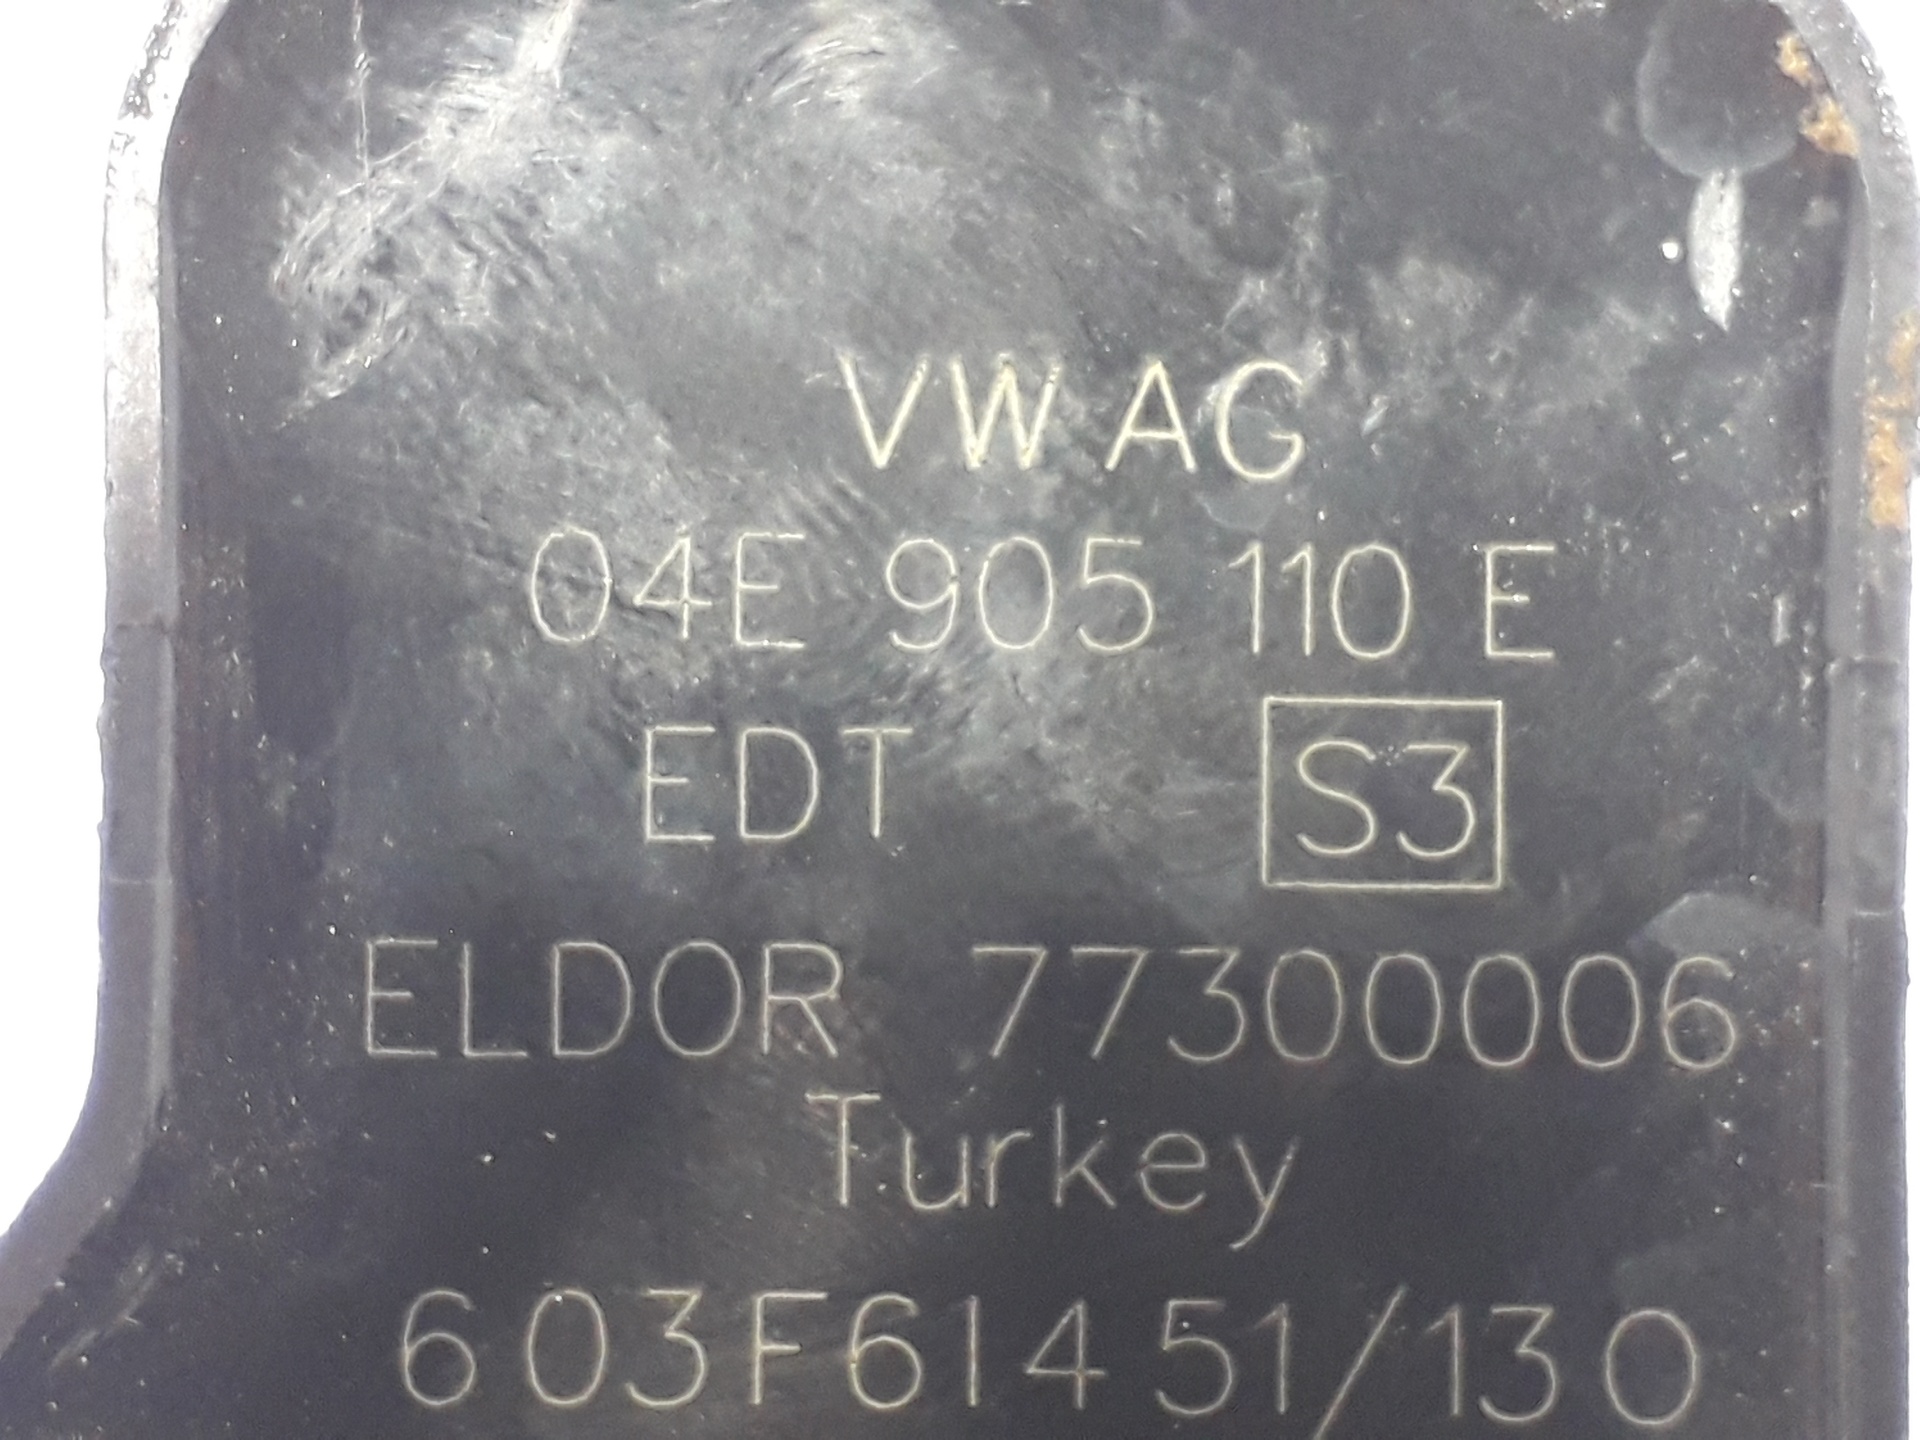 VW AG
04E 905 110 E
EDT S3
ELDOR 77300006
Turkey
603F61451/130